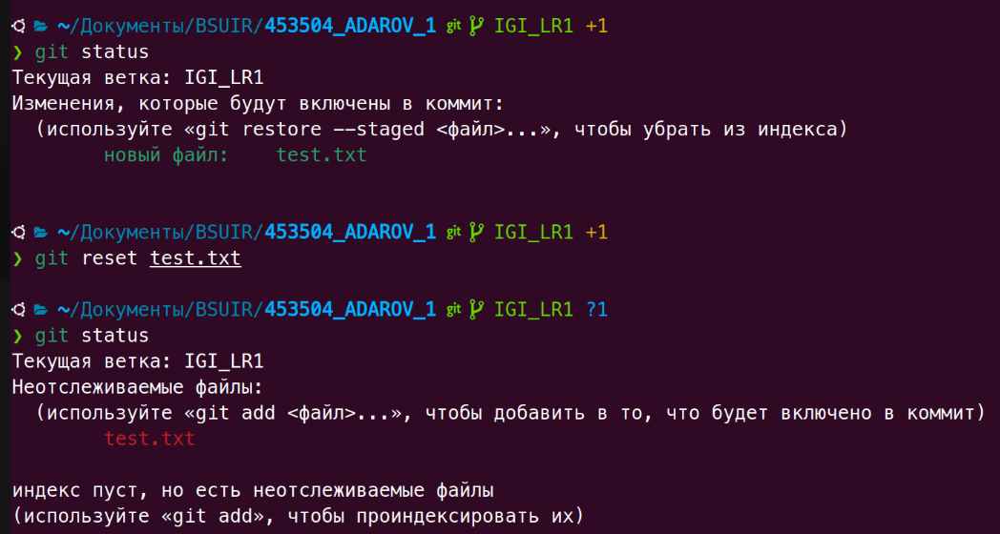 ~/Документы/BSUIR/453504_ADAROV_1 git IGI_LR1 +1
❯ git status
Текущая ветка: IGI_LR1
Изменения, которые будут включены в коммит:
  (используйте «git restore --staged <файл>...», чтобы убрать из индекса)
        новый файл:    test.txt
~/Документы/BSUIR/453504_ADAROV_1 git IGI_LR1 +1
❯ git reset test.txt
~/Документы/BSUIR/453504_ADAROV_1 git IGI_LR1 ?1
❯ git status
Текущая ветка: IGI_LR1
Неотслеживаемые файлы:
  (используйте «git add <файл>...», чтобы добавить в то, что будет включено в коммит)
        test.txt
индекс пуст, но есть неотслеживаемые файлы
(используйте «git add», чтобы проиндексировать их)